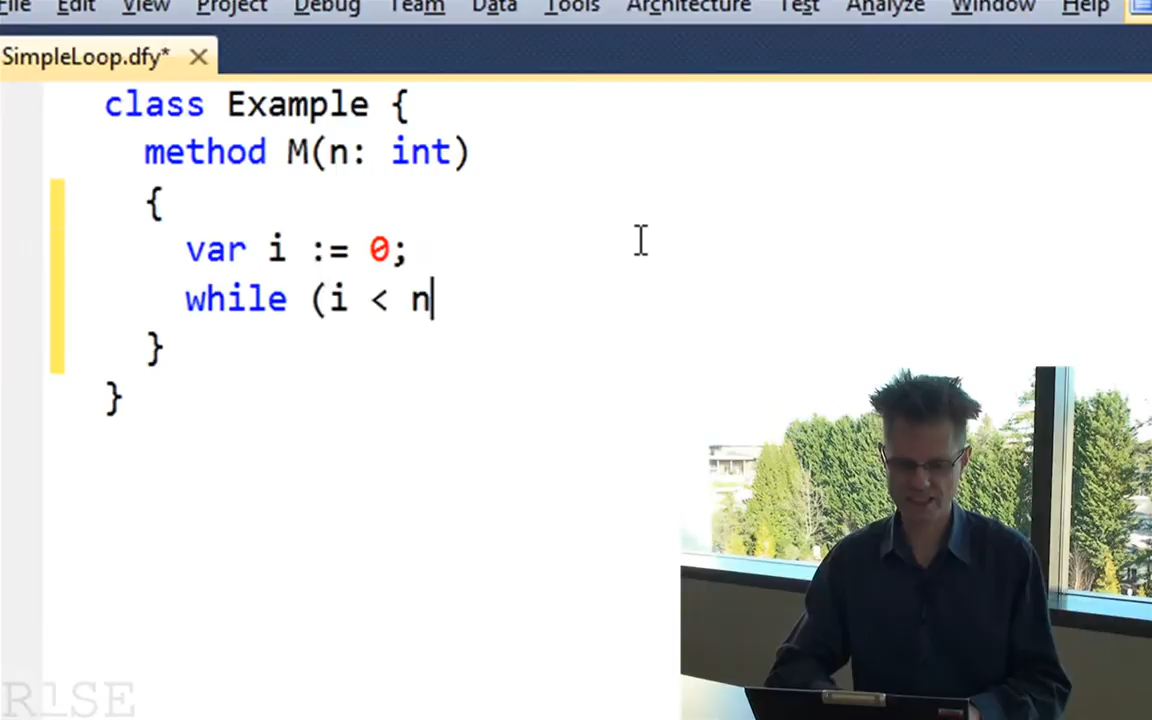 File Edit View Project Debug Team Data Tools Architecture Test Analyze Window Help
SimpleLoop.dfy*
class Example {
method M(n: int)
{
var i := 0;
while (i < n
}
}
RiSE